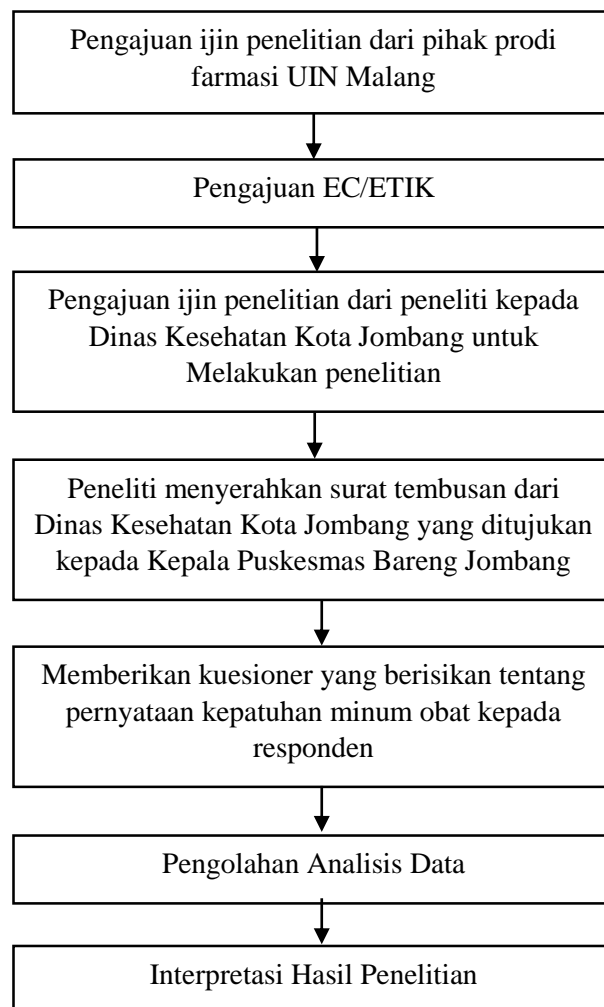 Pengajuan ijin penelitian dari pihak prodi
farmasi UIN Malang
Pengajuan EC/ETIK
Pengajuan ijin penelitian dari peneliti kepada
Dinas Kesehatan Kota Jombang untuk
Melakukan penelitian
Peneliti menyerahkan surat tembusan dari
Dinas Kesehatan Kota Jombang yang ditujukan
kepada Kepala Puskesmas Bareng Jombang
Memberikan kuesioner yang berisikan tentang
pernyataan kepatuhan minum obat kepada
responden
Pengolahan Analisis Data
Interpretasi Hasil Penelitian